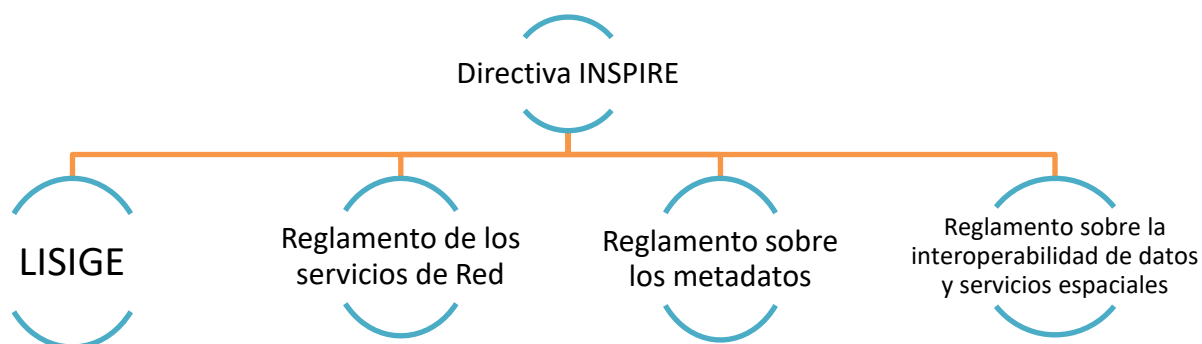 Directiva INSPIRE
LISIGE
Reglamento de los
servicios de Red
Reglamento sobre
los metadatos
Reglamento sobre la
interoperabilidad de datos
y servicios espaciales